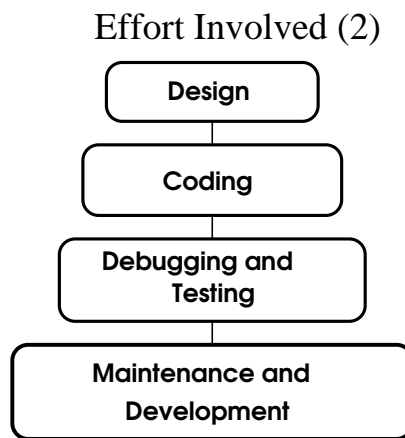 Effort Involved (2)
Design
Coding
Debugging and
Testing
Maintenance and
Development